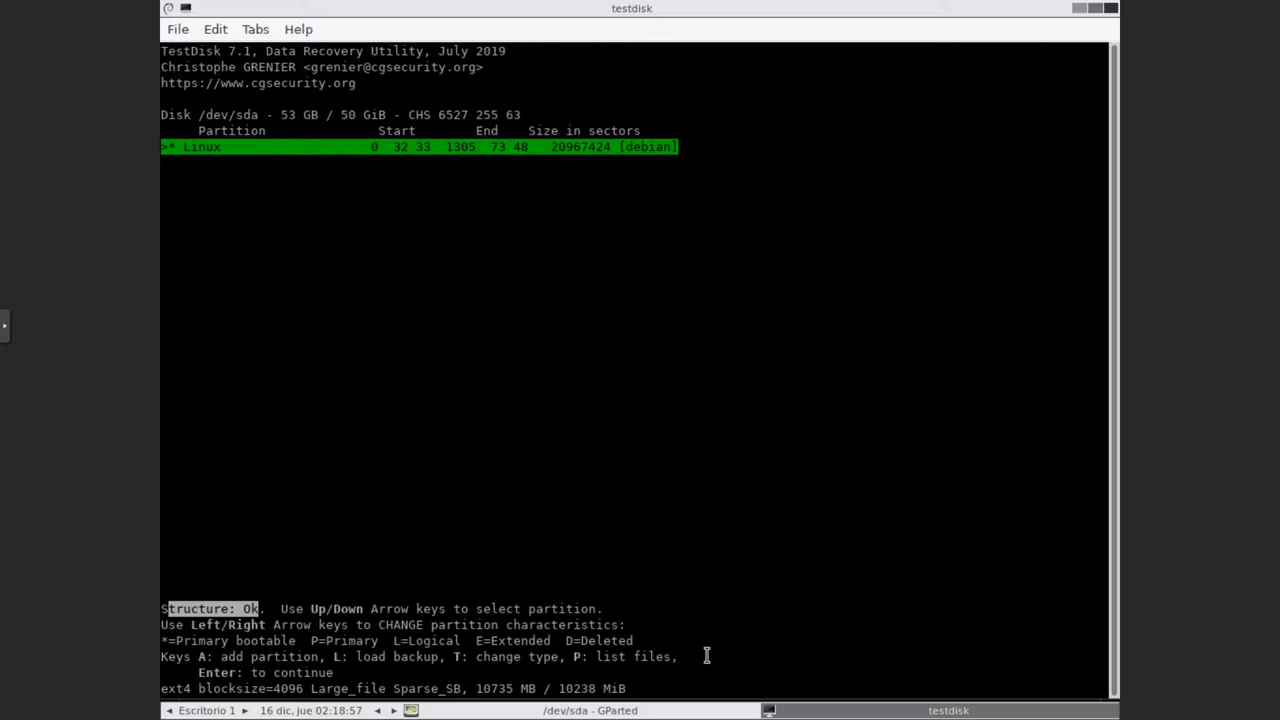 testdisk
File Edit Tabs Help
TestDisk 7.1, Data Recovery Utility, July 2019
Christophe GRENIER <grenier@cgsecurity.org>
https://www.cgsecurity.org
Disk /dev/sda - 53 GB / 50 GiB - CHS 6527 255 63
Partition Start End Size in sectors
>* Linux 0 32 33 1305 73 48 20967424 [debian]
Structure: Ok. Use Up/Down Arrow keys to select partition.
Use Left/Right Arrow keys to CHANGE partition characteristics:
*=Primary bootable P=Primary L=Logical E=Extended D=Deleted
Keys A: add partition, L: load backup, T: change type, P: list files,
Enter: to continue
ext4 blocksize=4096 Large_file Sparse_SB, 10735 MB / 10238 MiB
Escritorio 1 16 dic, jue 02:18:57 /dev/sda - GParted testdisk